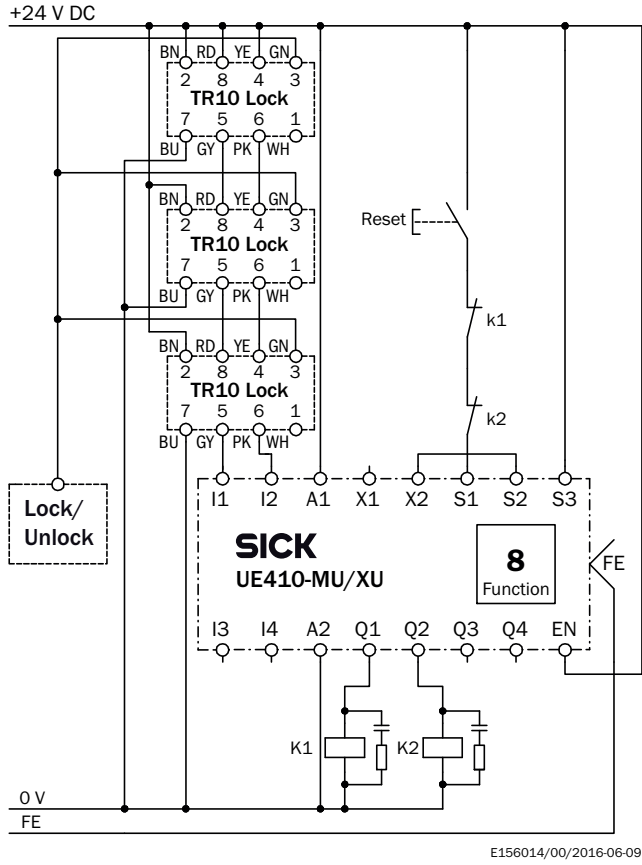 +24 V DC
BN RD YE GN
2 8 4 3
TR10 Lock
7 5 6 1
BU GY PK WH
BN RD YE GN
2 8 4 3
TR10 Lock
7 5 6 1
BU GY PK WH
BN RD YE GN
2 8 4 3
TR10 Lock
7 5 6 1
BU GY PK WH
Reset
k1
k2
Lock/
Unlock
I1 I2 A1 X1 X2 S1 S2 S3
SICK
UE410-MU/XU
8
Function
FE
I3 I4 A2 Q1 Q2 Q3 Q4 EN
K1 K2
0 V
FE
E156014/00/2016-06-09